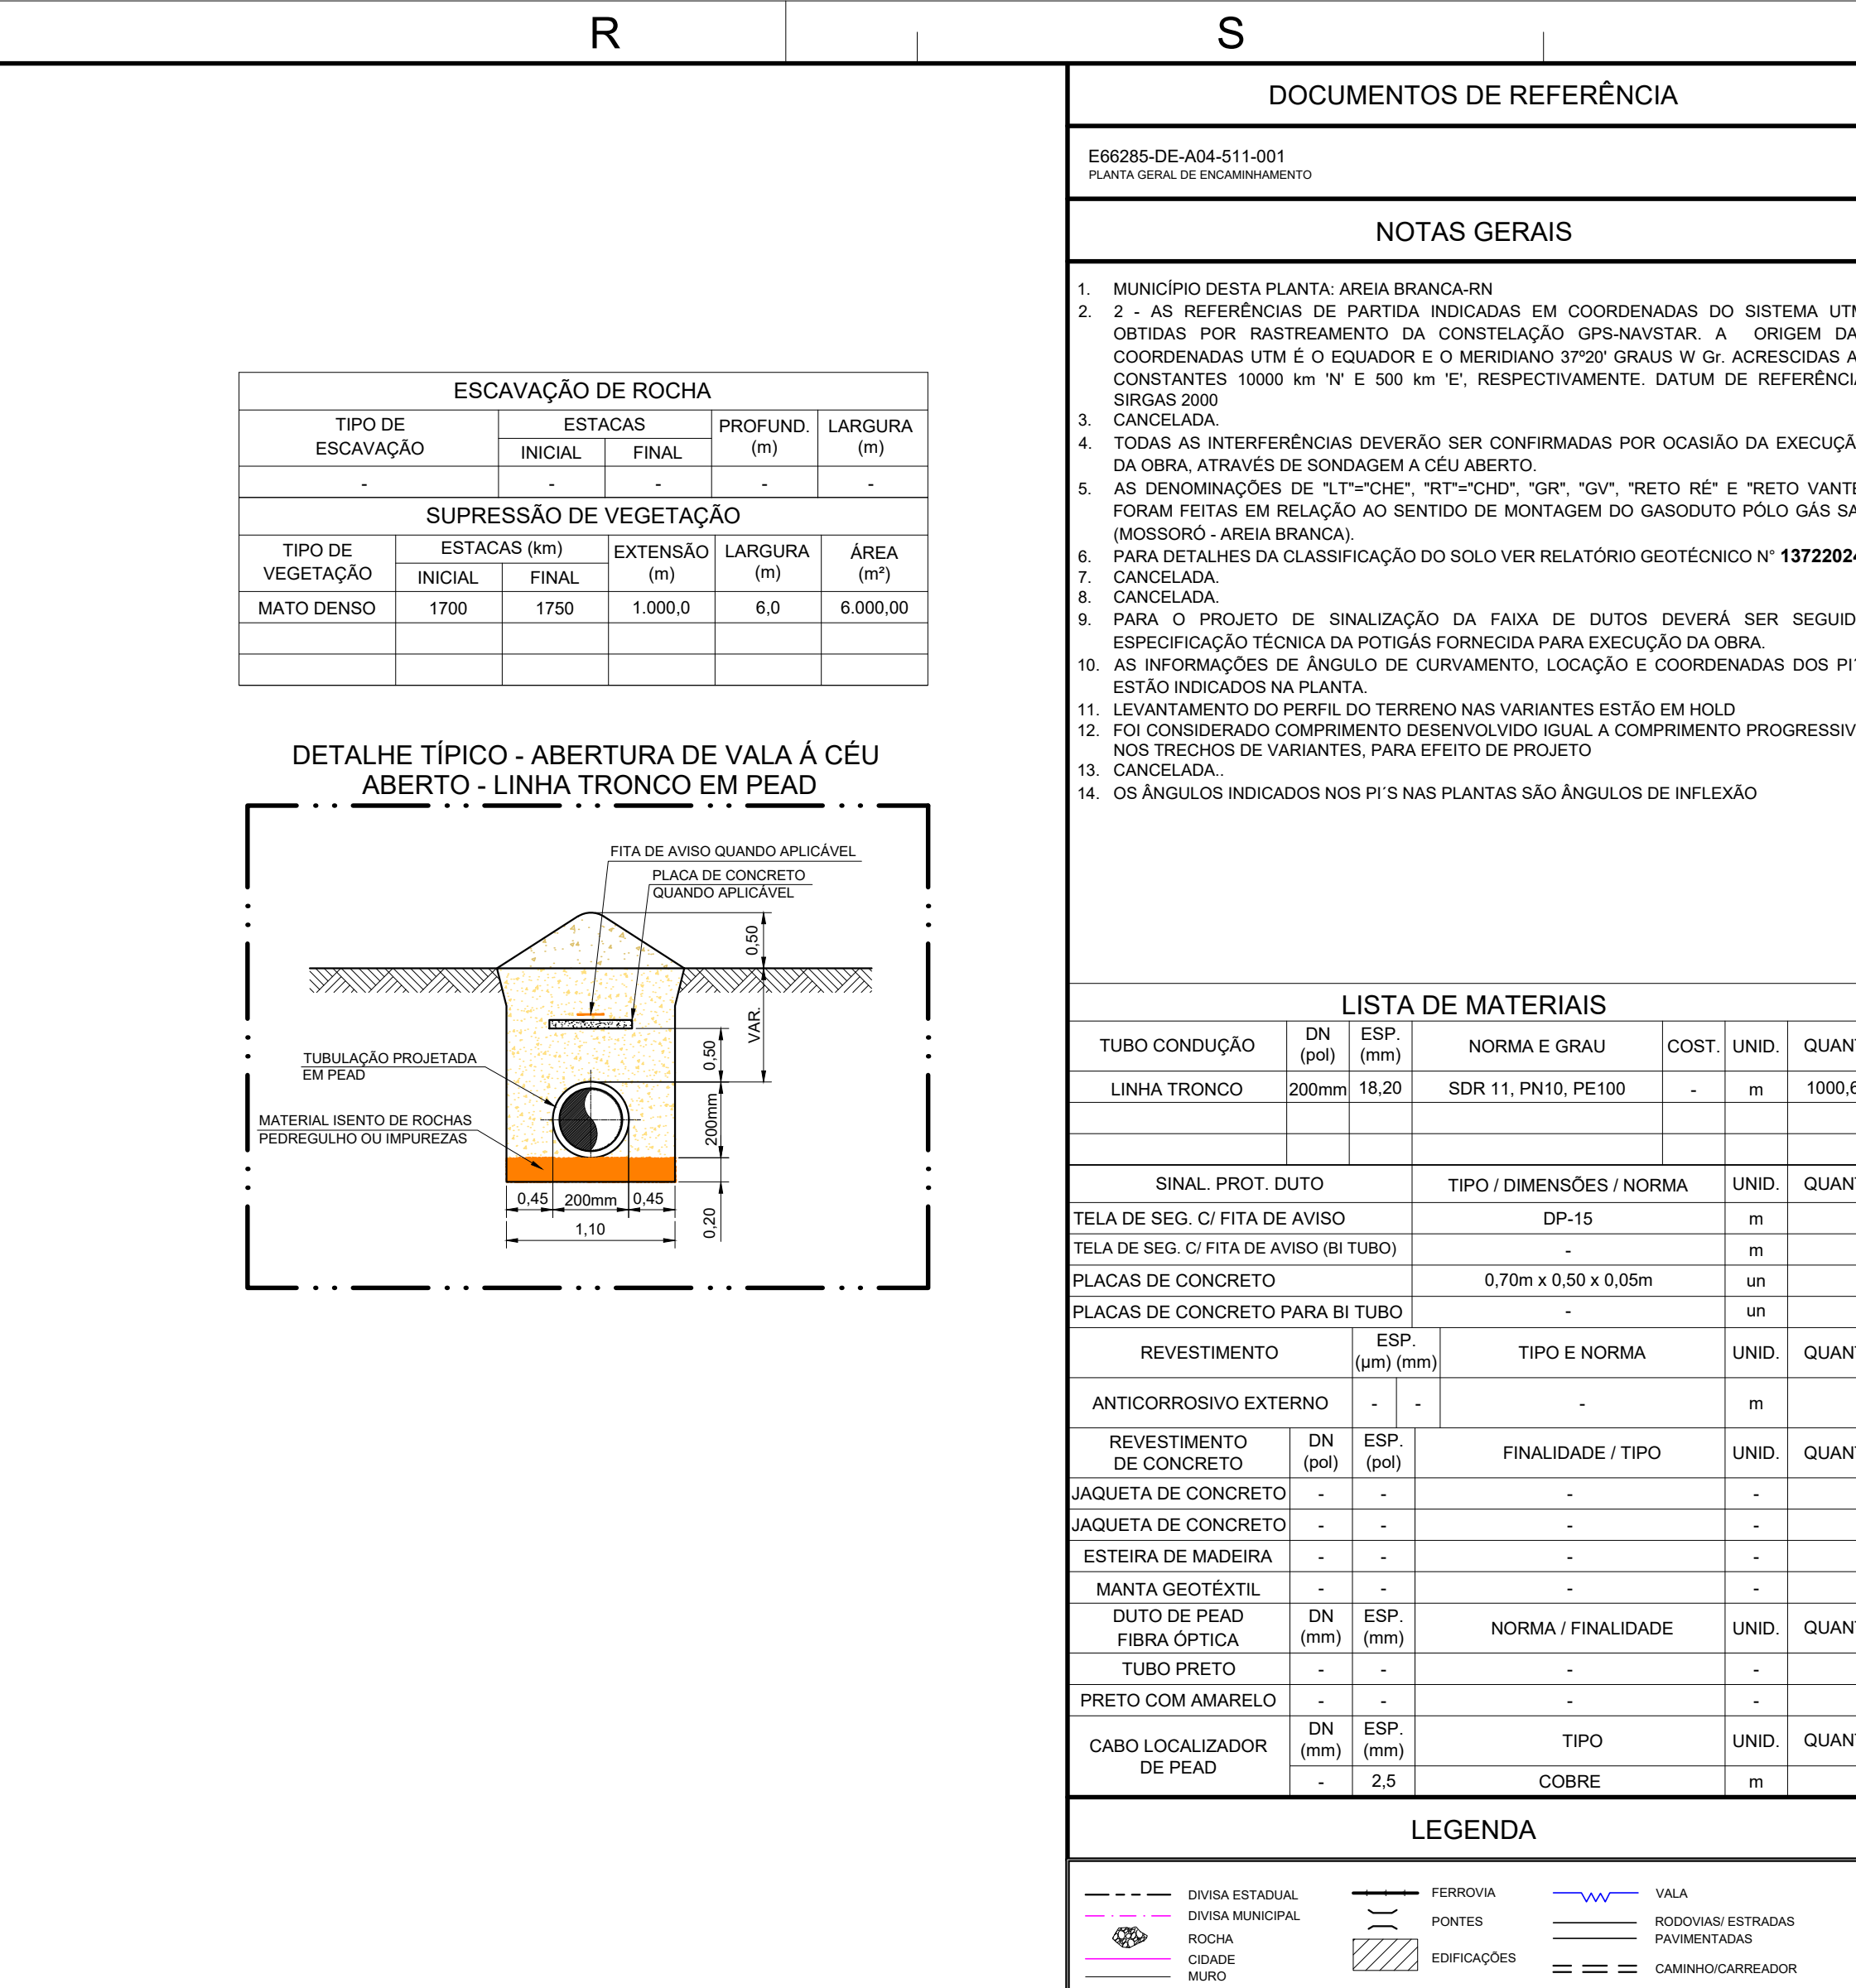 R
S
DOCUMENTOS DE REFERÊNCIA
E66285-DE-A04-511-001
PLANTA GERAL DE ENCAMINHAMENTO
NOTAS GERAIS
1. MUNICÍPIO DESTA PLANTA: AREIA BRANCA-RN
2. 2 - AS REFERÊNCIAS DE PARTIDA INDICADAS EM COORDENADAS DO SISTEMA UTM
OBTIDAS POR RASTREAMENTO DA CONSTELAÇÃO GPS-NAVSTAR. A ORIGEM DA
COORDENADAS UTM É O EQUADOR E O MERIDIANO 37º20' GRAUS W Gr. ACRESCIDAS A
CONSTANTES 10000 km 'N' E 500 km 'E', RESPECTIVAMENTE. DATUM DE REFERÊNCIA
SIRGAS 2000
3. CANCELADA.
4. TODAS AS INTERFERÊNCIAS DEVERÃO SER CONFIRMADAS POR OCASIÃO DA EXECUÇÃ
DA OBRA, ATRAVÉS DE SONDAGEM A CÉU ABERTO.
5. AS DENOMINAÇÕES DE "LT"="CHE", "RT"="CHD", "GR", "GV", "RETO RÉ" E "RETO VANTE
FORAM FEITAS EM RELAÇÃO AO SENTIDO DE MONTAGEM DO GASODUTO PÓLO GÁS SA
(MOSSORÓ - AREIA BRANCA).
6. PARA DETALHES DA CLASSIFICAÇÃO DO SOLO VER RELATÓRIO GEOTÉCNICO N° 13722024
7. CANCELADA.
8. CANCELADA.
9. PARA O PROJETO DE SINALIZAÇÃO DA FAIXA DE DUTOS DEVERÁ SER SEGUID
ESPECIFICAÇÃO TÉCNICA DA POTIGÁS FORNECIDA PARA EXECUÇÃO DA OBRA.
10. AS INFORMAÇÕES DE ÂNGULO DE CURVAMENTO, LOCAÇÃO E COORDENADAS DOS PI´
ESTÃO INDICADOS NA PLANTA.
11. LEVANTAMENTO DO PERFIL DO TERRENO NAS VARIANTES ESTÃO EM HOLD
12. FOI CONSIDERADO COMPRIMENTO DESENVOLVIDO IGUAL A COMPRIMENTO PROGRESSIV
NOS TRECHOS DE VARIANTES, PARA EFEITO DE PROJETO
13. CANCELADA..
14. OS ÂNGULOS INDICADOS NOS PI´S NAS PLANTAS SÃO ÂNGULOS DE INFLEXÃO
ESCAVAÇÃO DE ROCHA
TIPO DE ESCAVAÇÃO ESTACAS INICIAL FINAL PROFUND. (m) LARGURA (m)
- - - - -
SUPRESSÃO DE VEGETAÇÃO
TIPO DE VEGETAÇÃO ESTACAS (km) INICIAL FINAL EXTENSÃO (m) LARGURA (m) ÁREA (m²)
MATO DENSO 1700 1750 1.000,0 6,0 6.000,00
DETALHE TÍPICO - ABERTURA DE VALA Á CÉU
ABERTO - LINHA TRONCO EM PEAD
FITA DE AVISO QUANDO APLICÁVEL
PLACA DE CONCRETO
QUANDO APLICÁVEL
0,50
VAR.
0,50
TUBULAÇÃO PROJETADA
EM PEAD
200mm
MATERIAL ISENTO DE ROCHAS
PEDREGULHO OU IMPUREZAS
0,45 200mm 0,45
1,10
0,20
LISTA DE MATERIAIS
TUBO CONDUÇÃO DN (pol) ESP. (mm) NORMA E GRAU COST. UNID. QUAN
LINHA TRONCO 200mm 18,20 SDR 11, PN10, PE100 - m 1000,6
SINAL. PROT. DUTO TIPO / DIMENSÕES / NORMA UNID. QUAN
TELA DE SEG. C/ FITA DE AVISO DP-15 m
TELA DE SEG. C/ FITA DE AVISO (BI TUBO) - m
PLACAS DE CONCRETO 0,70m x 0,50 x 0,05m un
PLACAS DE CONCRETO PARA BI TUBO - un
REVESTIMENTO ESP. (µm) (mm) TIPO E NORMA UNID. QUAN
ANTICORROSIVO EXTERNO - - - m
REVESTIMENTO DE CONCRETO DN (pol) ESP. (pol) FINALIDADE / TIPO UNID. QUAN
JAQUETA DE CONCRETO - - - -
JAQUETA DE CONCRETO - - - -
ESTEIRA DE MADEIRA - - - -
MANTA GEOTÉXTIL - - - -
DUTO DE PEAD FIBRA ÓPTICA DN (mm) ESP. (mm) NORMA / FINALIDADE UNID. QUAN
TUBO PRETO - - - -
PRETO COM AMARELO - - - -
CABO LOCALIZADOR DE PEAD DN (mm) ESP. (mm) TIPO UNID. QUAN
- 2,5 COBRE m
LEGENDA
DIVISA ESTADUAL
DIVISA MUNICIPAL
ROCHA
CIDADE
MURO
FERROVIA
PONTES
EDIFICAÇÕES
VALA
RODOVIAS/ ESTRADAS
PAVIMENTADAS
CAMINHO/CARREADOR